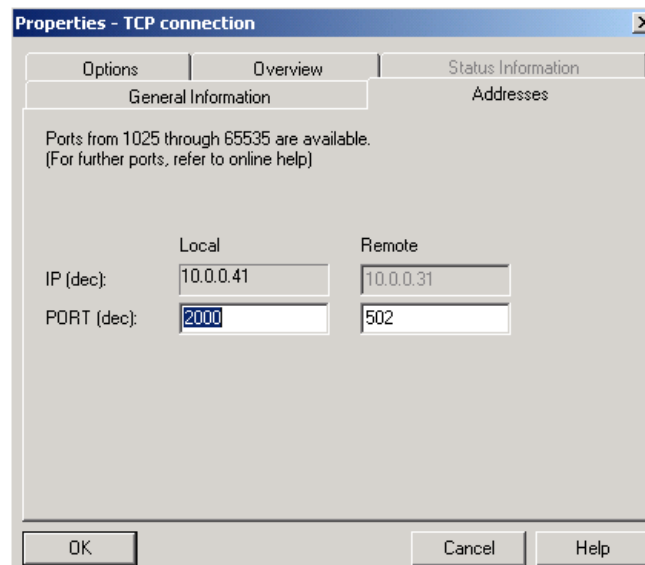 Properties - TCP connection
Options Overview Status Information
General Information Addresses
Ports from 1025 through 65535 are available.
(For further ports, refer to online help)
Local Remote
IP (dec): 10.0.0.41 10.0.0.31
PORT (dec): 2000 502
OK Cancel Help